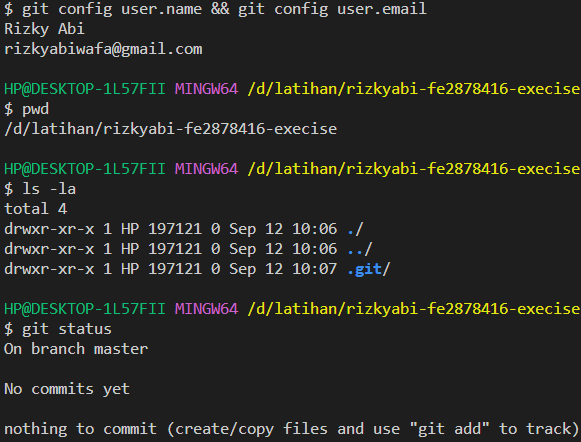 $ git config user.name && git config user.email
Rizky Abi
rizkyabiwafa@gmail.com
HP@DESKTOP-1L57FII MINGW64 /d/latihan/rizkyabi-fe2878416-execise
$ pwd
/d/latihan/rizkyabi-fe2878416-execise
HP@DESKTOP-1L57FII MINGW64 /d/latihan/rizkyabi-fe2878416-execise
$ ls -la
total 4
drwxr-xr-x 1 HP 197121 0 Sep 12 10:06 ./
drwxr-xr-x 1 HP 197121 0 Sep 12 10:06 ../
drwxr-xr-x 1 HP 197121 0 Sep 12 10:07 .git/
HP@DESKTOP-1L57FII MINGW64 /d/latihan/rizkyabi-fe2878416-execise
$ git status
On branch master
No commits yet
nothing to commit (create/copy files and use "git add" to track)